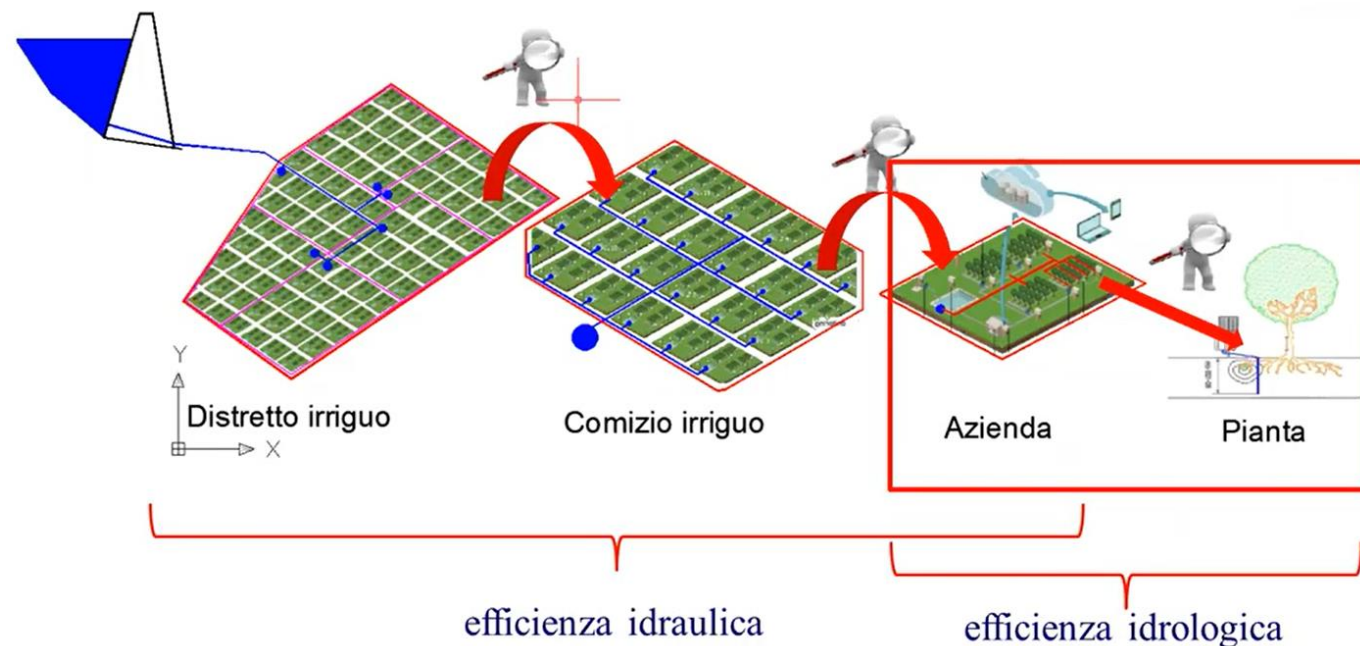 Y
X
Distretto irriguo
Comizio irriguo
Azienda
Pianta
efficienza idraulica
efficienza idrologica